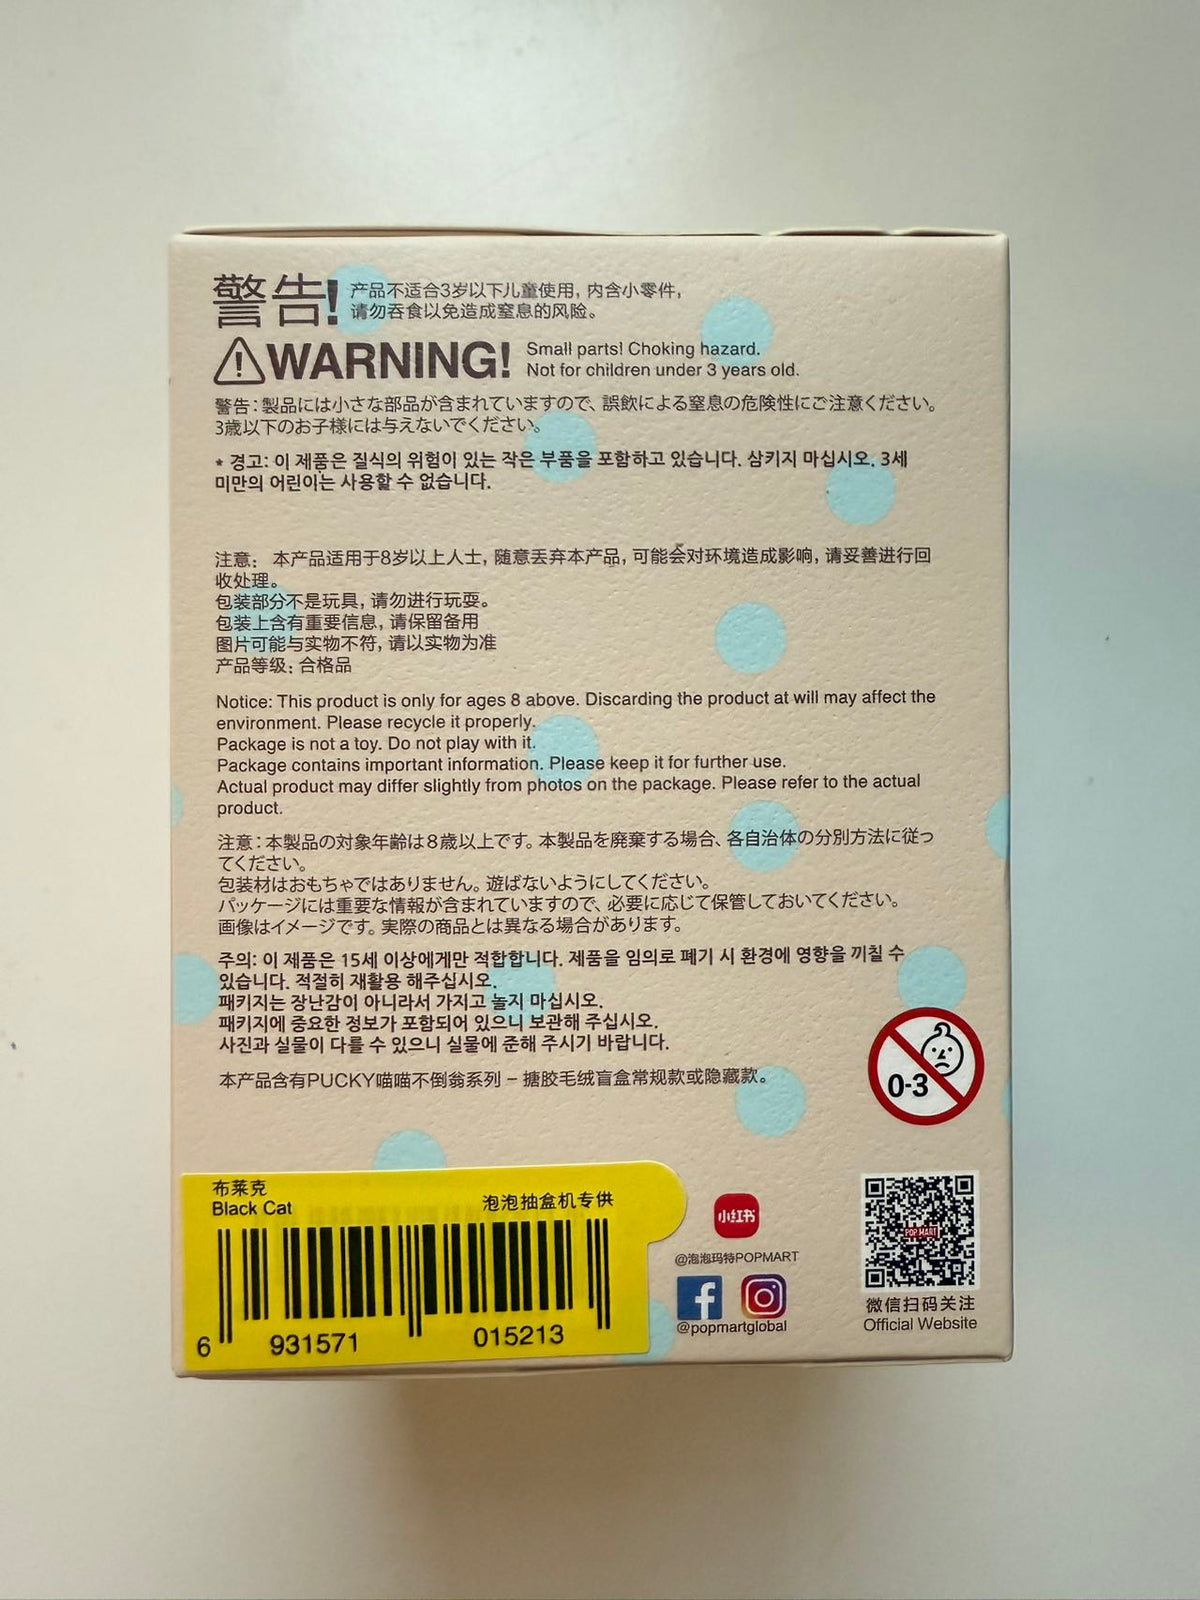 警告!
产品不适合3岁以下儿童使用，内含小零件，
请勿吞食以免造成窒息的风险。
WARNING!
Small parts! Choking hazard.
Not for children under 3 years old.
警告：製品には小さな部品が含まれていますので、誤飲による窒息の危険性にご注意ください。
3歳以下のお子様には与えないでください。
* 경고: 이 제품은 질식의 위험이 있는 작은 부품을 포함하고 있습니다. 삼키지 마십시오. 3세
미만의 어린이는 사용할 수 없습니다.
注意： 本产品适用于8岁以上人士，随意丢弃本产品，可能会对环境造成影响，请妥善进行回
收处理。
包装部分不是玩具，请勿进行玩耍。
包装上含有重要信息，请保留备用
图片可能与实物不符，请以实物为准
产品等级：合格品
Notice: This product is only for ages 8 above. Discarding the product at will may affect the
environment. Please recycle it properly.
Package is not a toy. Do not play with it.
Package contains important information. Please keep it for further use.
Actual product may differ slightly from photos on the package. Please refer to the actual
product.
注意：本製品の対象年齢は8歳以上です。本製品を廃棄する場合、各自治体の分別方法に従っ
てください。
包装材はおもちゃではありません。遊ばないようにしてください。
パッケージには重要な情報が含まれていますので、必要に応じて保管しておいてください。
画像はイメージです。実際の商品とは異なる場合があります。
주의: 이 제품은 15세 이상에게만 적합합니다. 제품을 임의로 폐기 시 환경에 영향을 끼칠 수
있습니다. 적절히 재활용 해주십시오.
패키지는 장난감이 아니라서 가지고 놀지 마십시오.
패키지에 중요한 정보가 포함되어 있으니 보관해 주십시오.
사진과 실물이 다를 수 있으니 실물에 준해 주시기 바랍니다.
本产品含有PUCKY喵喵不倒翁系列 – 搪胶毛绒盲盒常规款或隐藏款。
0-3
布莱克
Black Cat
泡泡抽盒机专供
6 931571 015213
小红书
@泡泡玛特POPMART
@popmartglobal
POP MART
微信扫码关注
Official Website